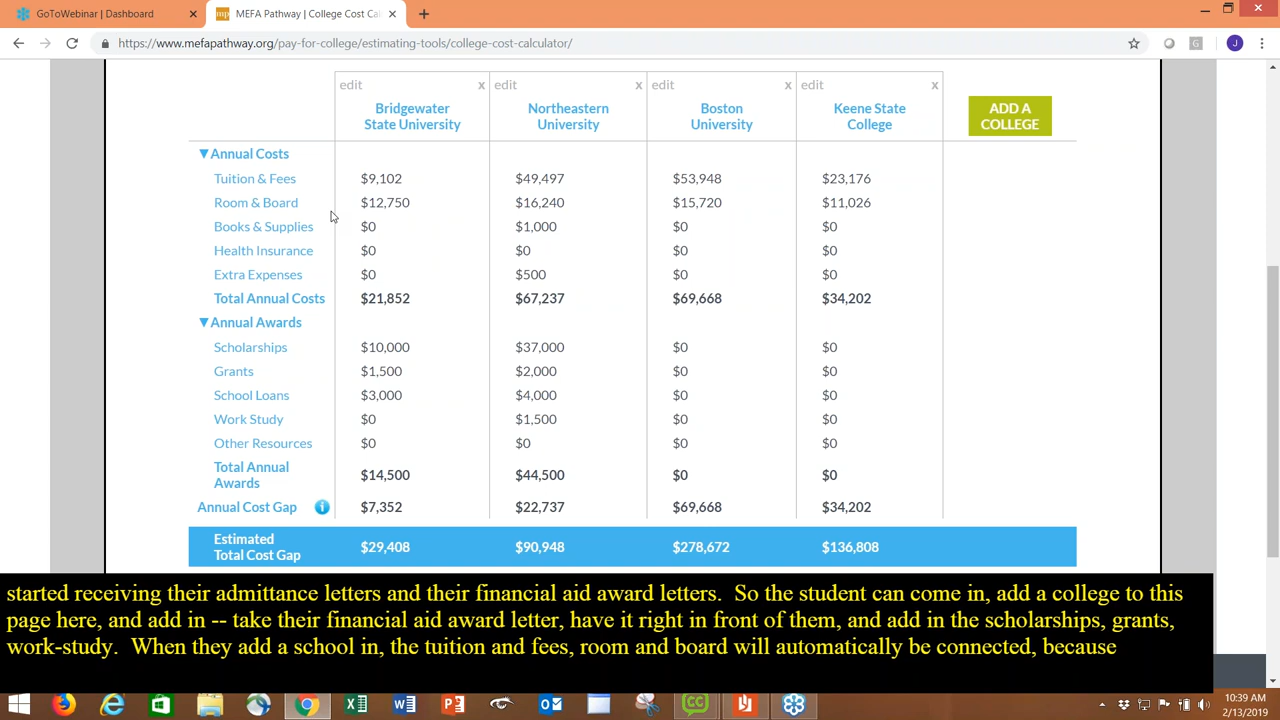 GoToWebinar | Dashboard × MEFA Pathway | College Cost Cal × +
https://www.mefapathway.org/pay-for-college/estimating-tools/college-cost-calculator/ G J
edit x edit x edit x edit x
Bridgewater State University Northeastern University Boston University Keene State College ADD A COLLEGE
▼Annual Costs
Tuition & Fees $9,102 $49,497 $53,948 $23,176
Room & Board $12,750 $16,240 $15,720 $11,026
Books & Supplies $0 $1,000 $0 $0
Health Insurance $0 $0 $0 $0
Extra Expenses $0 $500 $0 $0
Total Annual Costs $21,852 $67,237 $69,668 $34,202
▼Annual Awards
Scholarships $10,000 $37,000 $0 $0
Grants $1,500 $2,000 $0 $0
School Loans $3,000 $4,000 $0 $0
Work Study $0 $1,500 $0 $0
Other Resources $0 $0 $0 $0
Total Annual Awards $14,500 $44,500 $0 $0
Annual Cost Gap i $7,352 $22,737 $69,668 $34,202
Estimated Total Cost Gap $29,408 $90,948 $278,672 $136,808
started receiving their admittance letters and their financial aid award letters. So the student can come in, add a college to this
page here, and add in -- take their financial aid award letter, have it right in front of them, and add in the scholarships, grants,
work-study. When they add a school in, the tuition and fees, room and board will automatically be connected, because
10:39 AM
2/13/2019